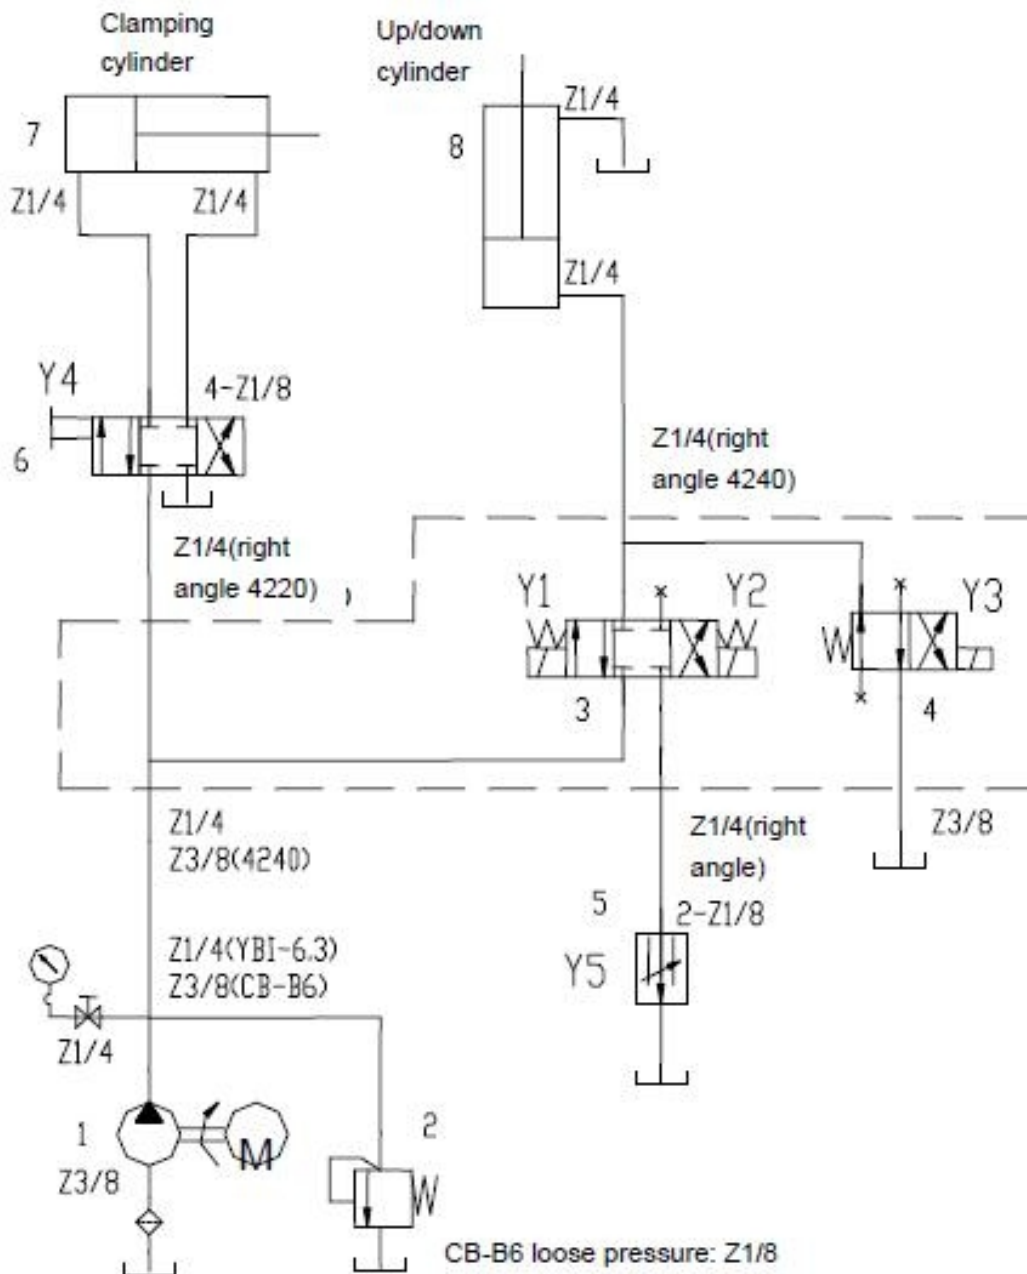 Clamping
cylinder
Up/down
cylinder
7
8
Z1/4
Z1/4
Z1/4
Z1/4
Y4
4-Z1/8
6
Z1/4(right
angle 4240)
Z1/4(right
angle 4220) )
Y1
Y2
Y3
3
4
Z1/4
Z3/8(4240)
Z1/4(right
angle)
Z3/8
5
2-Z1/8
Y5
Z1/4(YBI-6.3)
Z3/8(CB-B6)
Z1/4
1
M
2
Z3/8
CB-B6 loose pressure: Z1/8